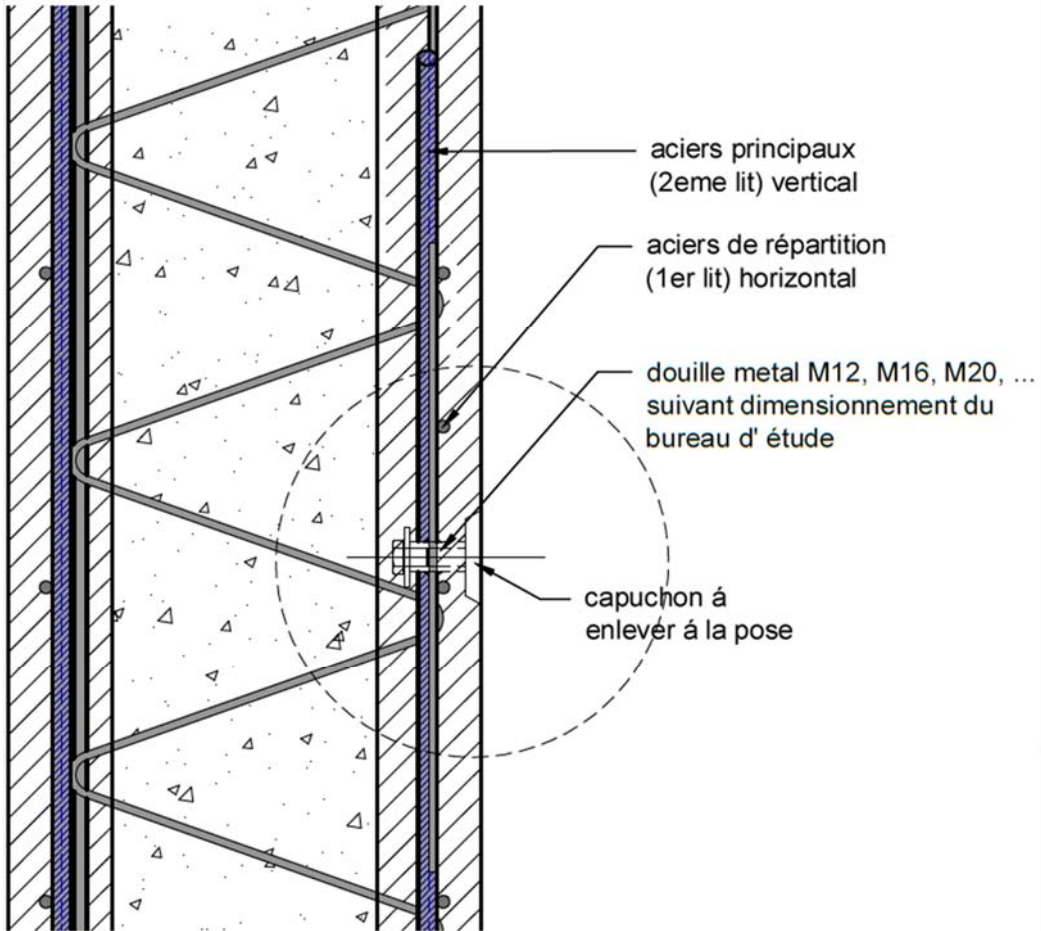 aciers principaux
(2eme lit) vertical
aciers de répartition
(1er lit) horizontal
douille metal M12, M16, M20, ...
suivant dimensionnement du
bureau d' étude
capuchon á
enlever á la pose